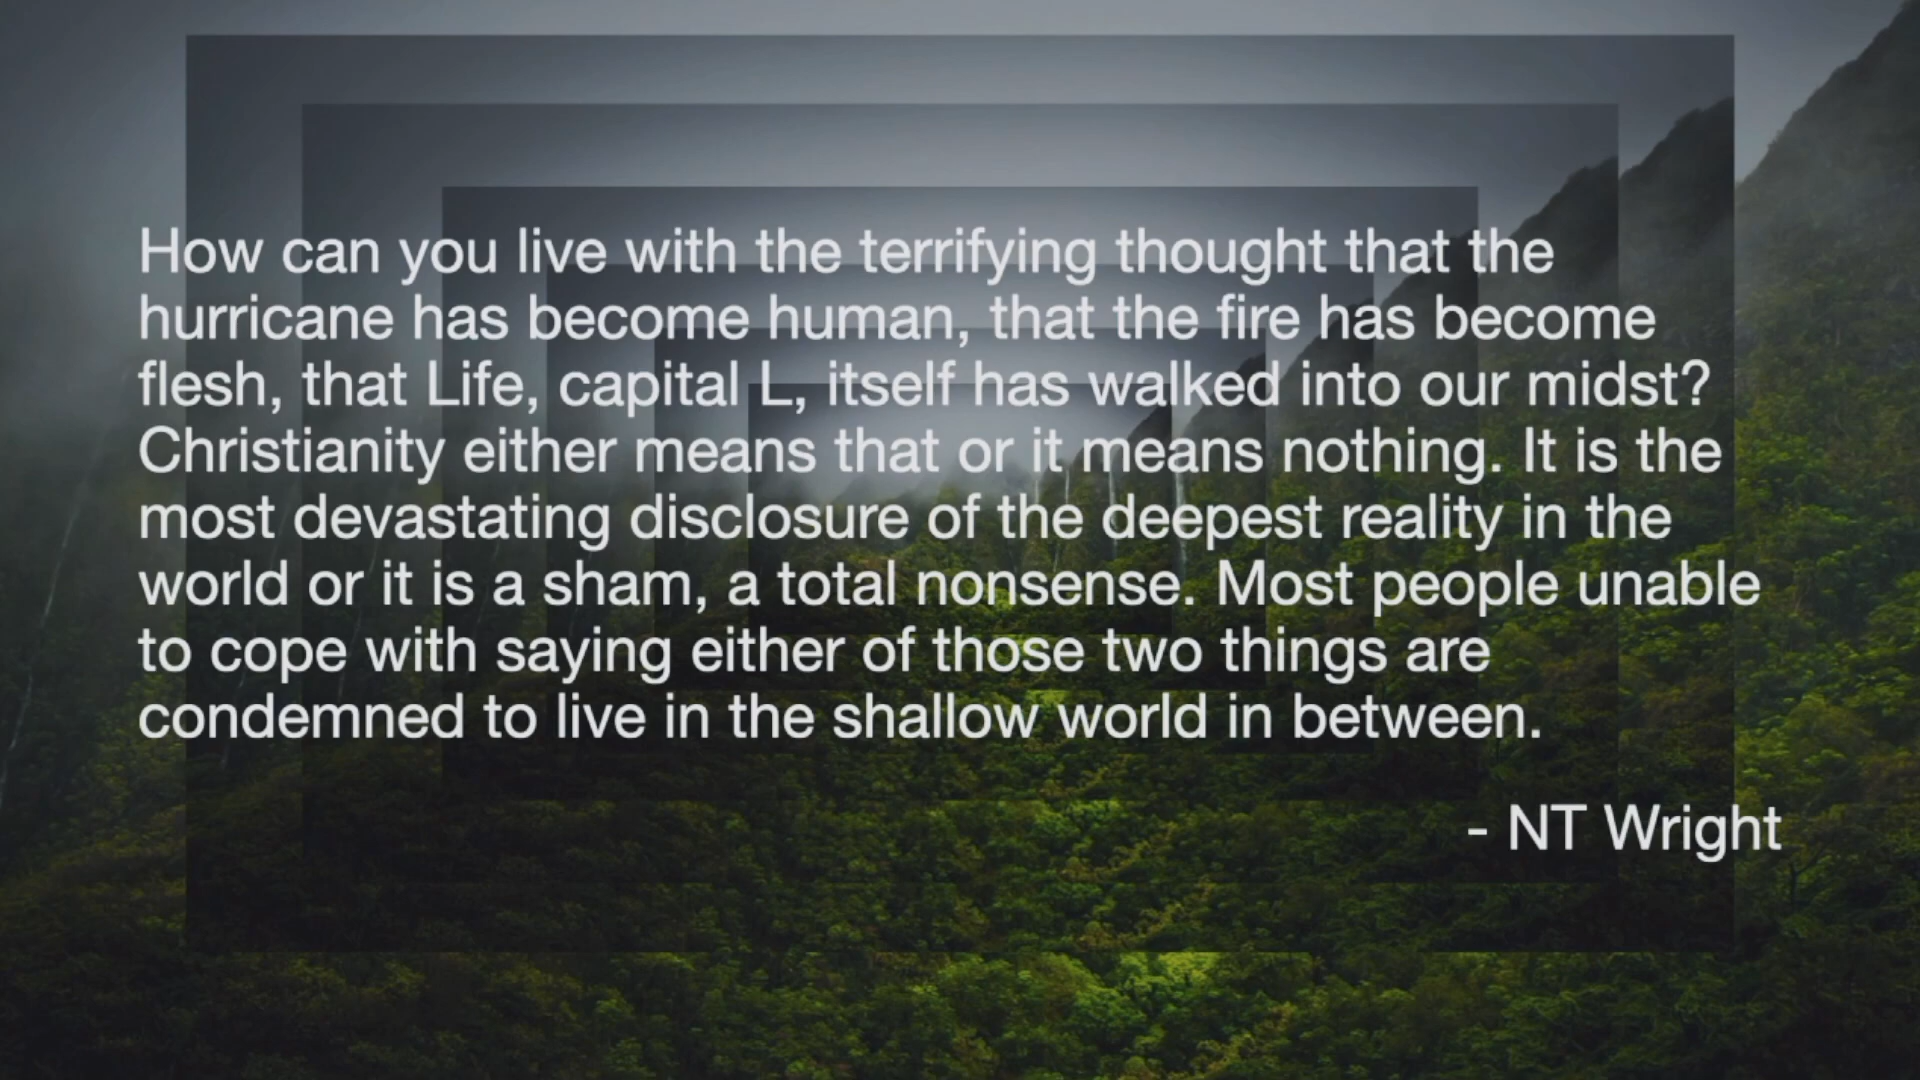 How can you live with the terrifying thought that the
hurricane has become human, that the fire has become
flesh, that Life, capital L, itself has walked into our midst?
Christianity either means that or it means nothing. It is the
most devastating disclosure of the deepest reality in the
world or it is a sham, a total nonsense. Most people unable
to cope with saying either of those two things are
condemned to live in the shallow world in between.
- NT Wright